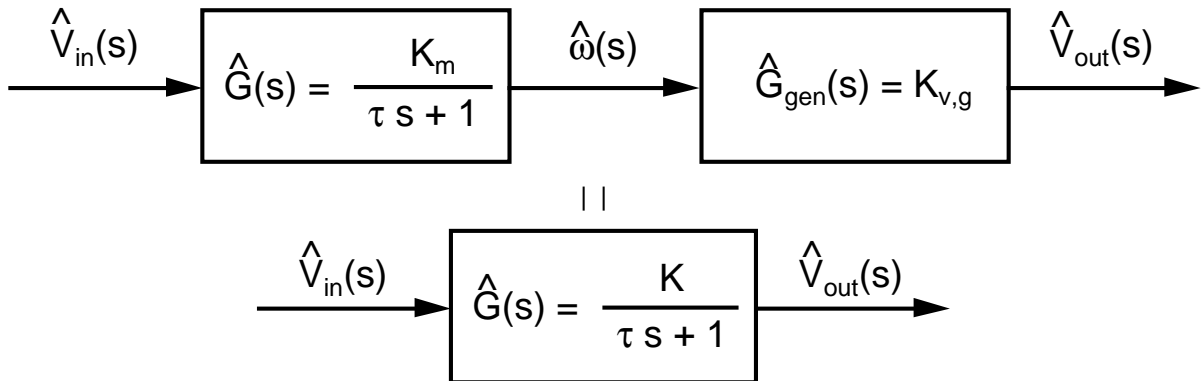 V̂in(s)
Ĝ(s) = Km / τ s + 1
ω̂(s)
Ĝgen(s) = Kv,g
V̂out(s)
||
V̂in(s)
Ĝ(s) = K / τ s + 1
V̂out(s)